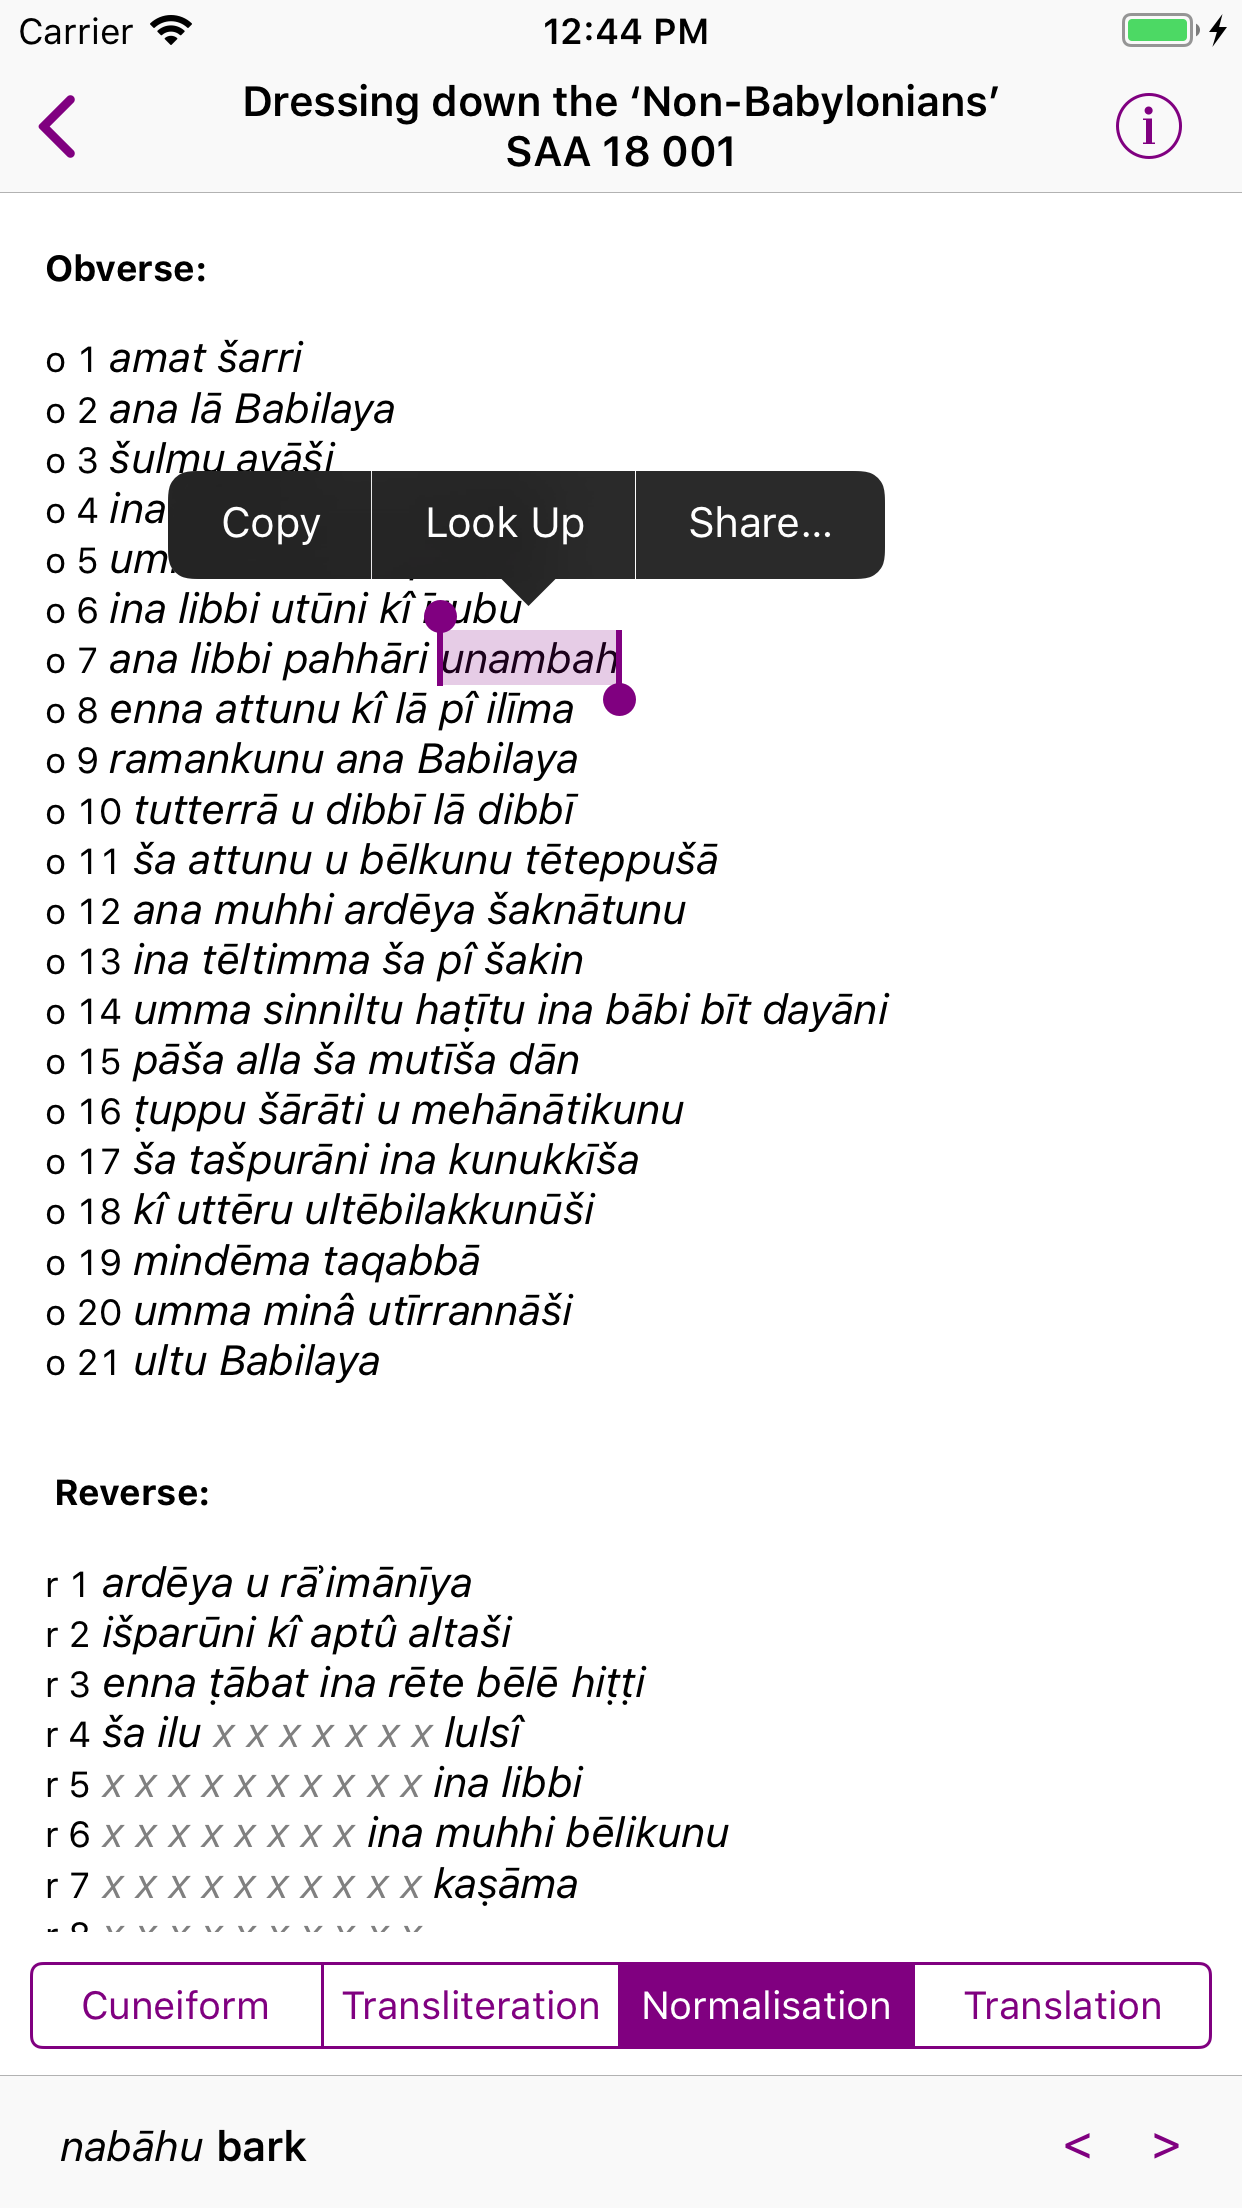 Carrier 12:44 PM
Dressing down the ‘Non-Babylonians’
SAA 18 001
Obverse:
o 1 amat šarri
o 2 ana lā Babilaya
o 3 šulmu ayāši
o 4 ina
Copy Look Up Share...
o 5
o 6 ina libbi utūni kî
o 7 ana libbi pahhāri unambah
o 8 enna attunu kî lā pî ilīma
o 9 ramankunu ana Babilaya
o 10 tutterrā u dibbī lā dibbī
o 11 ša attunu u bēlkunu tēteppušā
o 12 ana muhhi ardēya šaknātunu
o 13 ina tēltimma ša pî šakin
o 14 umma sinniltu haṭītu ina bābi bīt dayāni
o 15 pāša alla ša mutīša dān
o 16 ṭuppu šārāti u mehānātikunu
o 17 ša tašpurāni ina kunukkīša
o 18 kî uttēru ultēbilakkunūši
o 19 mindēma taqabbâ
o 20 umma minâ utīrrannāši
o 21 ultu Babilaya
Reverse:
r 1 ardēya u rāʾimānīya
r 2 išparūni kî aptû altaši
r 3 enna ṭābat ina rēte bēlē hiṭṭi
r 4 ša ilu x x x x x x x lulsî
r 5 x x x x x x x x x x ina libbi
r 6 x x x x x x x x ina muhhi bēlikunu
r 7 x x x x x x x x x x kaṣāma
r 8 x x x x x x x x x x
Cuneiform Transliteration Normalisation Translation
nabāhu bark < >